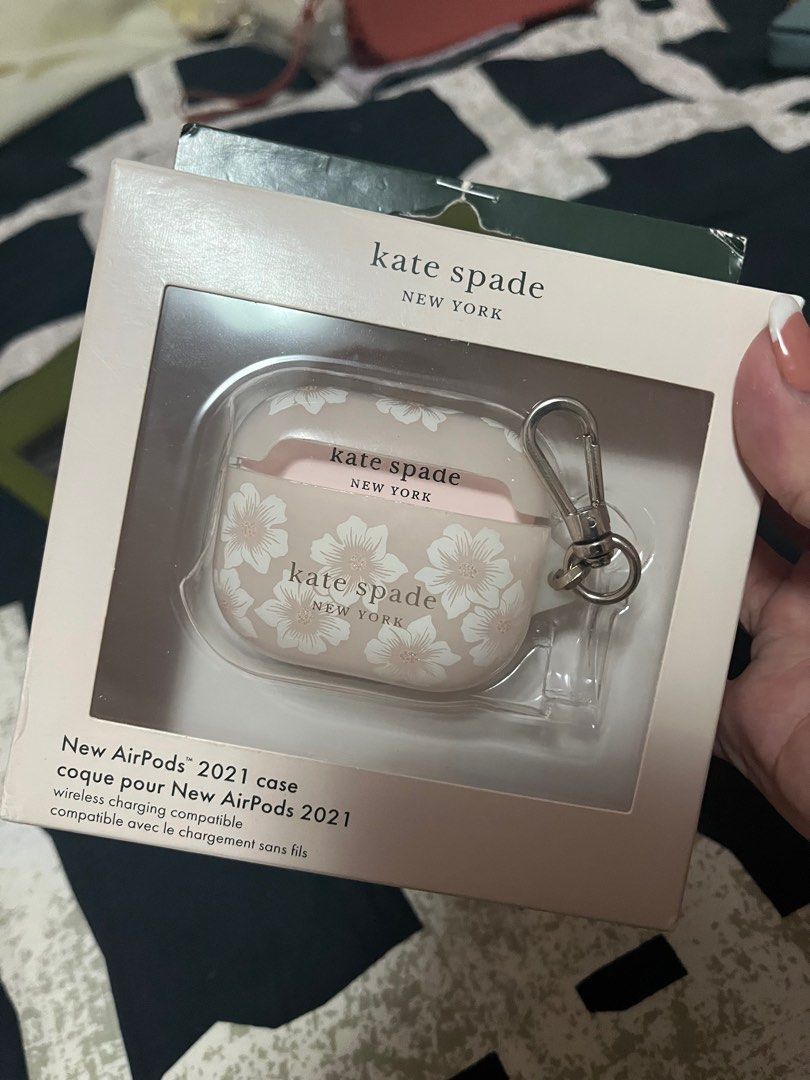 kate spade
NEW YORK
kate spade
NEW YORK
kate spade
NEW YORK
New AirPods™ 2021 case
coque pour New AirPods 2021
wireless charging compatible
compatible avec le chargement sans fils